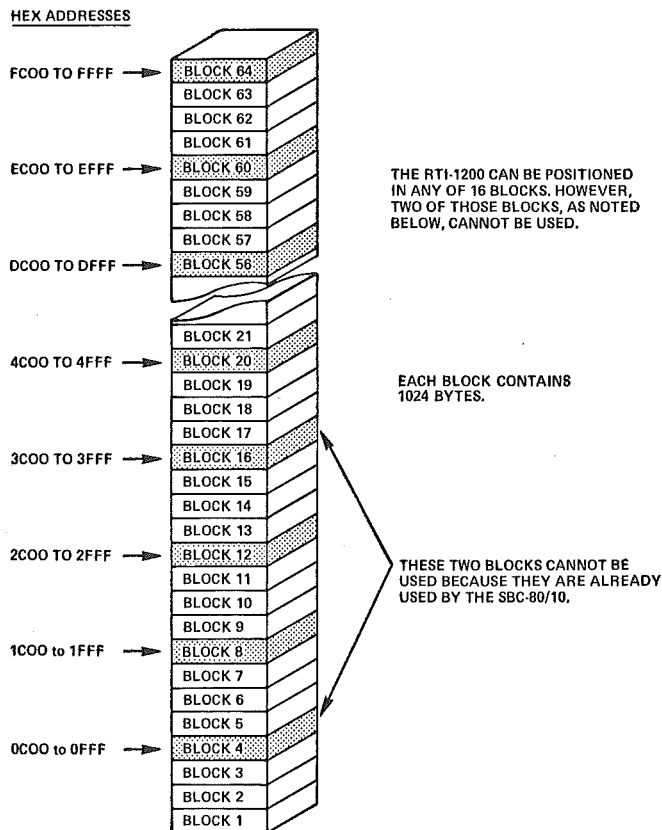 HEX ADDRESSES
FCOO TO FFFF
BLOCK 64
BLOCK 63
BLOCK 62
BLOCK 61
ECOO TO EFFF
BLOCK 60
BLOCK 59
BLOCK 58
BLOCK 57
DCOO TO DFFF
BLOCK 56
THE RTI-1200 CAN BE POSITIONED
IN ANY OF 16 BLOCKS. HOWEVER,
TWO OF THOSE BLOCKS, AS NOTED
BELOW, CANNOT BE USED.
BLOCK 21
4COO TO 4FFF
BLOCK 20
BLOCK 19
BLOCK 18
BLOCK 17
EACH BLOCK CONTAINS
1024 BYTES.
3COO TO 3FFF
BLOCK 16
BLOCK 15
BLOCK 14
BLOCK 13
2COO TO 2FFF
BLOCK 12
BLOCK 11
BLOCK 10
BLOCK 9
THESE TWO BLOCKS CANNOT BE
USED BECAUSE THEY ARE ALREADY
USED BY THE SBC-80/10.
1COO to 1FFF
BLOCK 8
BLOCK 7
BLOCK 6
BLOCK 5
0COO to 0FFF
BLOCK 4
BLOCK 3
BLOCK 2
BLOCK 1